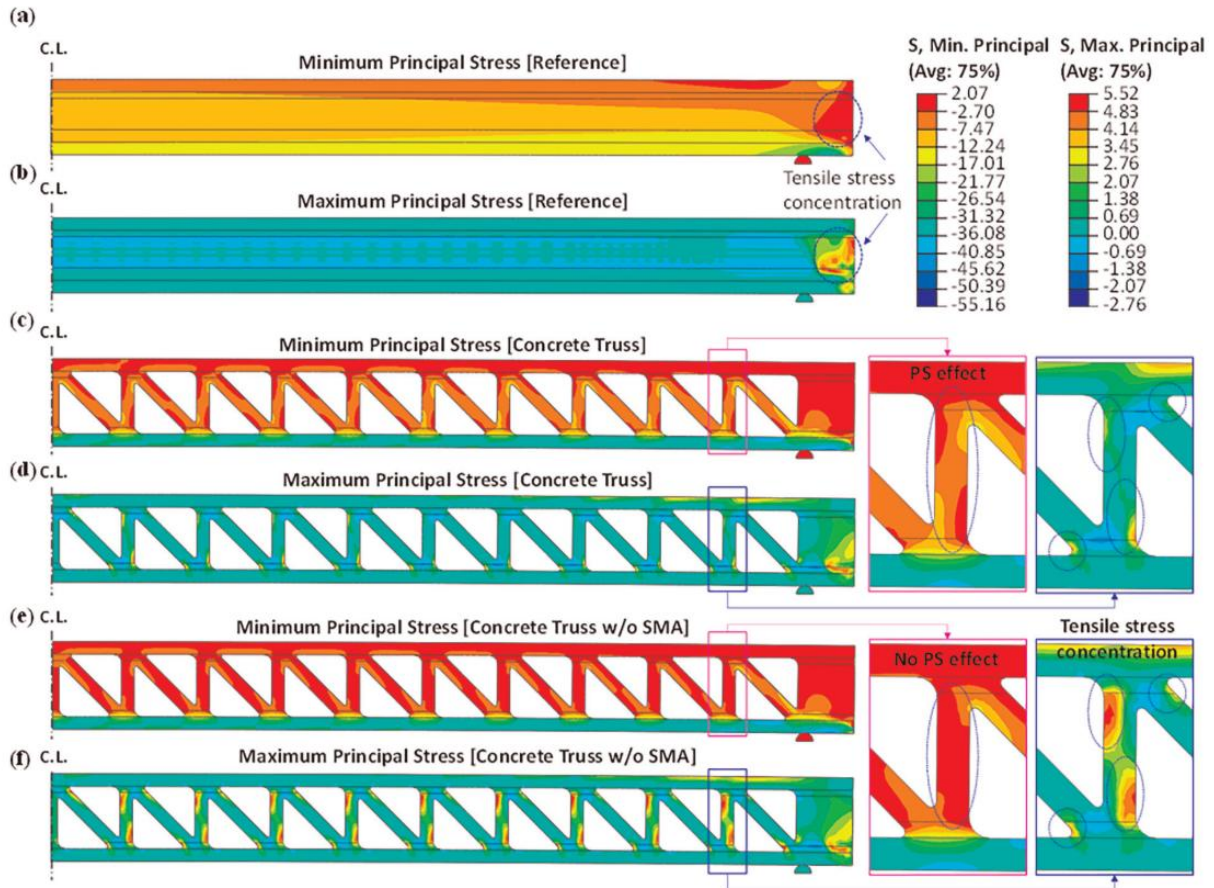 (a)
C.L.
Minimum Principal Stress [Reference]
S, Min. Principal
(Avg: 75%)
2.07
-2.70
-7.47
-12.24
-17.01
-21.77
-26.54
-31.32
-36.08
-40.85
-45.62
-50.39
-55.16
S, Max. Principal
(Avg: 75%)
5.52
4.83
4.14
3.45
2.76
2.07
1.38
0.69
0.00
-0.69
-1.38
-2.07
-2.76
Tensile stress
concentration
(b)
C.L.
Maximum Principal Stress [Reference]
(c)
C.L.
Minimum Principal Stress [Concrete Truss]
PS effect
(d)
Maximum Principal Stress [Concrete Truss]
(e)
C.L.
Minimum Principal Stress [Concrete Truss w/o SMA]
No PS effect
Tensile stress
concentration
(f)
Maximum Principal Stress [Concrete Truss w/o SMA]